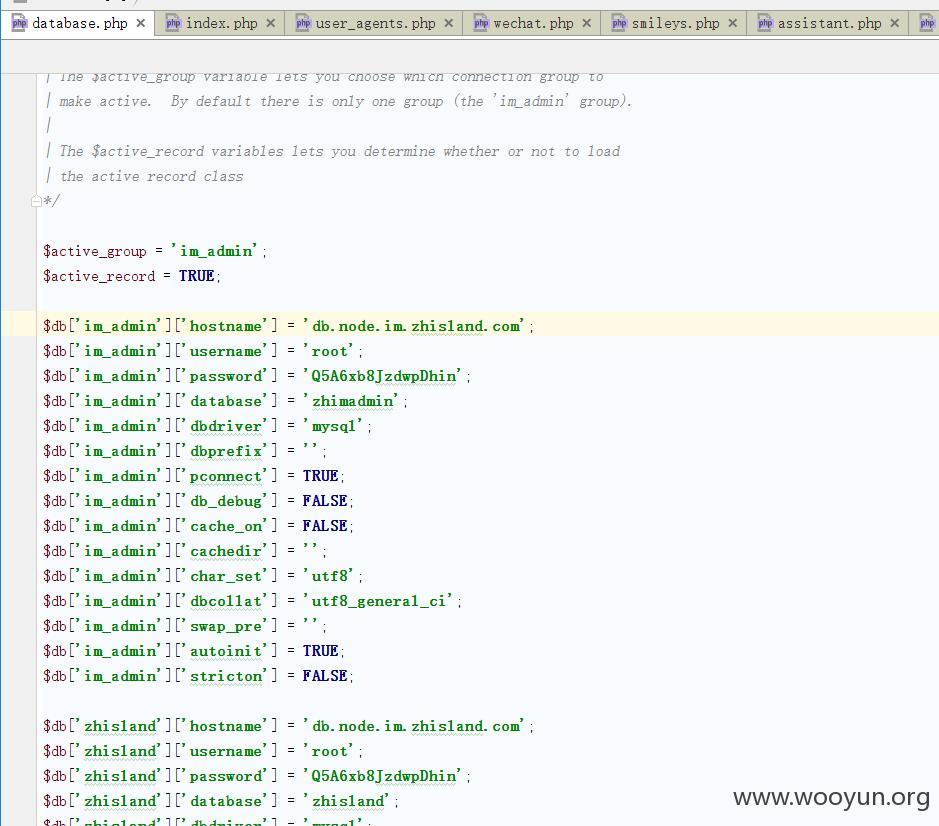 database.php × index.php × user_agents.php × wechat.php × smileys.php × assistant.php ×
| The $active_group variable lets you choose which connection group to
| make active.  By default there is only one group (the 'im_admin' group).
|
| The $active_record variables lets you determine whether or not to load
| the active record class
*/
$active_group = 'im_admin';
$active_record = TRUE;
$db['im_admin']['hostname'] = 'db.node.im.zhisland.com';
$db['im_admin']['username'] = 'root';
$db['im_admin']['password'] = 'Q5A6xb8JzdwpDhin';
$db['im_admin']['database'] = 'zhimadmin';
$db['im_admin']['dbdriver'] = 'mysql';
$db['im_admin']['dbprefix'] = '';
$db['im_admin']['pconnect'] = TRUE;
$db['im_admin']['db_debug'] = FALSE;
$db['im_admin']['cache_on'] = FALSE;
$db['im_admin']['cachedir'] = '';
$db['im_admin']['char_set'] = 'utf8';
$db['im_admin']['dbcollat'] = 'utf8_general_ci';
$db['im_admin']['swap_pre'] = '';
$db['im_admin']['autoinit'] = TRUE;
$db['im_admin']['stricton'] = FALSE;
$db['zhisland']['hostname'] = 'db.node.im.zhisland.com';
$db['zhisland']['username'] = 'root';
$db['zhisland']['password'] = 'Q5A6xb8JzdwpDhin';
$db['zhisland']['database'] = 'zhisland';
$db['zhisland']['dbdriver'] = 'mysql';
www.wooyun.org